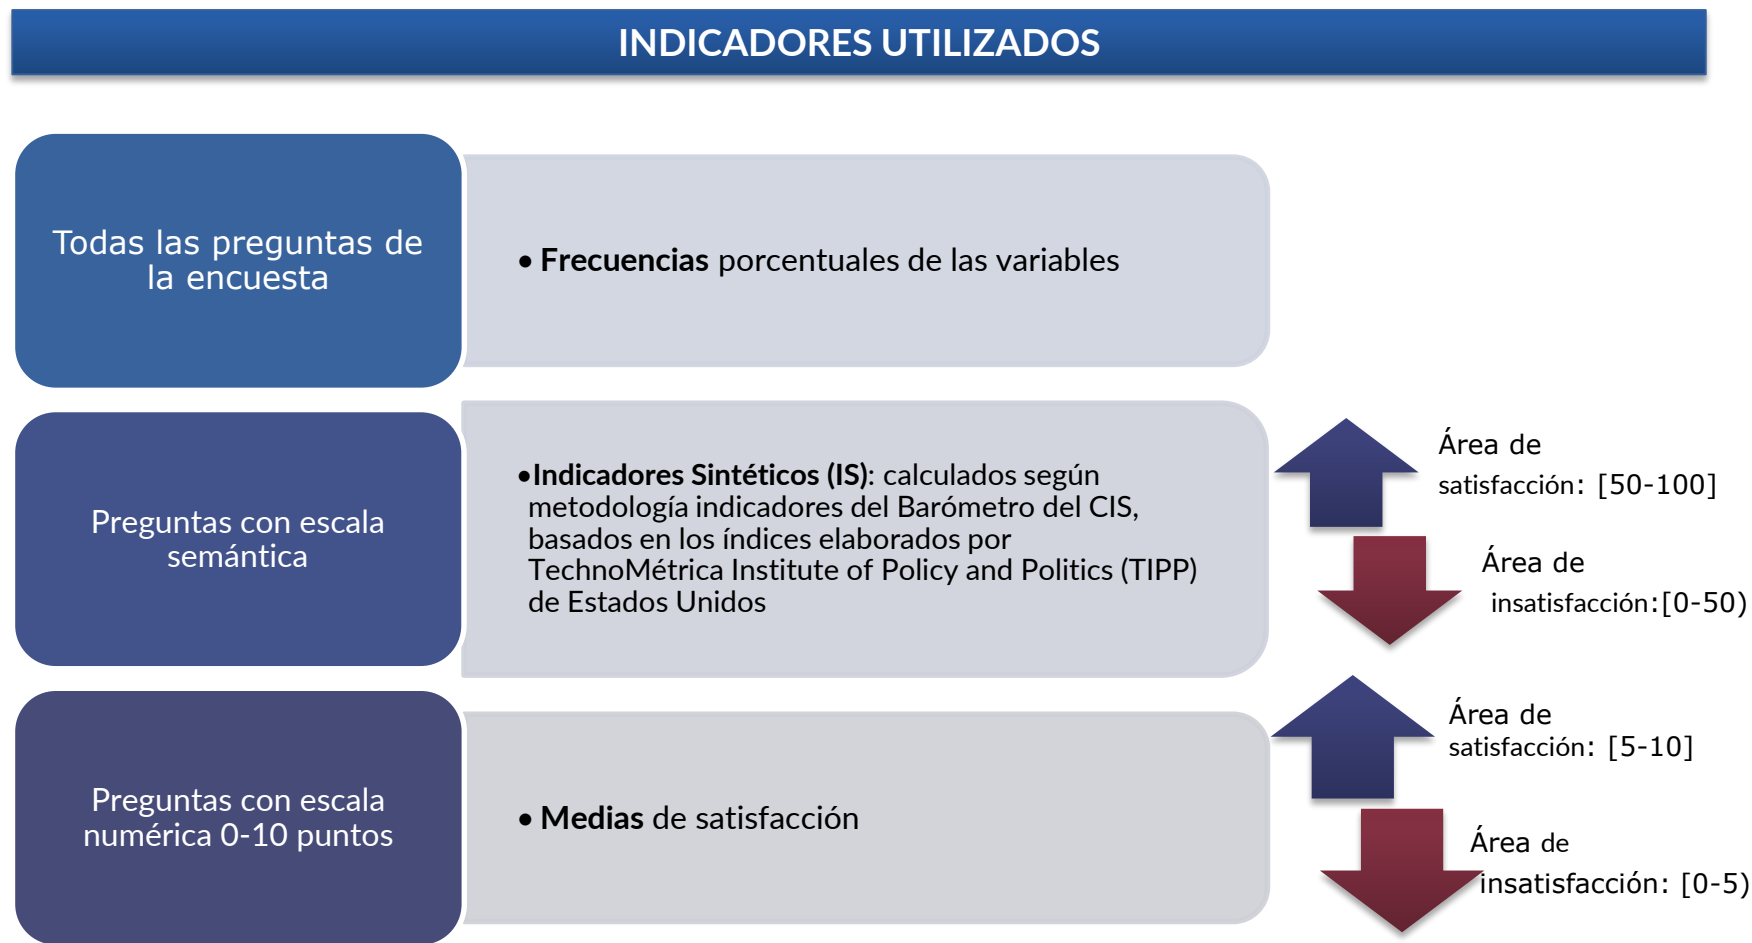 INDICADORES UTILIZADOS
Todas las preguntas de
la encuesta
• Frecuencias porcentuales de las variables
Preguntas con escala
semántica
•Indicadores Sintéticos (IS): calculados según
metodología indicadores del Barómetro del CIS,
basados en los índices elaborados por
TechnoMétrica Institute of Policy and Politics (TIPP)
de Estados Unidos
Área de
satisfacción: [50-100]
Área de
insatisfacción:[0-50)
Preguntas con escala
numérica 0-10 puntos
• Medias de satisfacción
Área de
satisfacción: [5-10]
Área de
insatisfacción: [0-5)